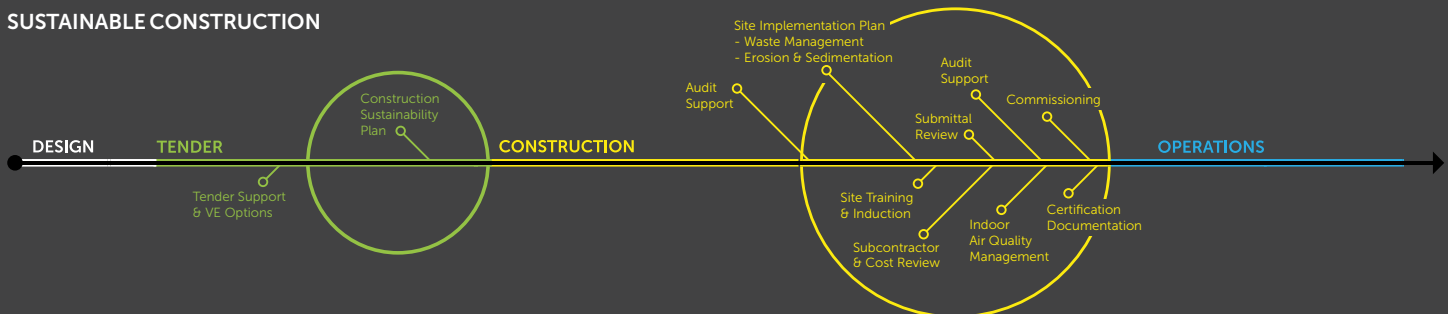 SUSTAINABLE CONSTRUCTION
DESIGN
TENDER
Tender Support
& VE Options
Construction
Sustainability
Plan
CONSTRUCTION
Audit
Support
Site Implementation Plan
- Waste Management
- Erosion & Sedimentation
Site Training
& Induction
Subcontractor
& Cost Review
Submittal
Review
Audit
Support
Indoor
Air Quality
Management
Commissioning
Certification
Documentation
OPERATIONS